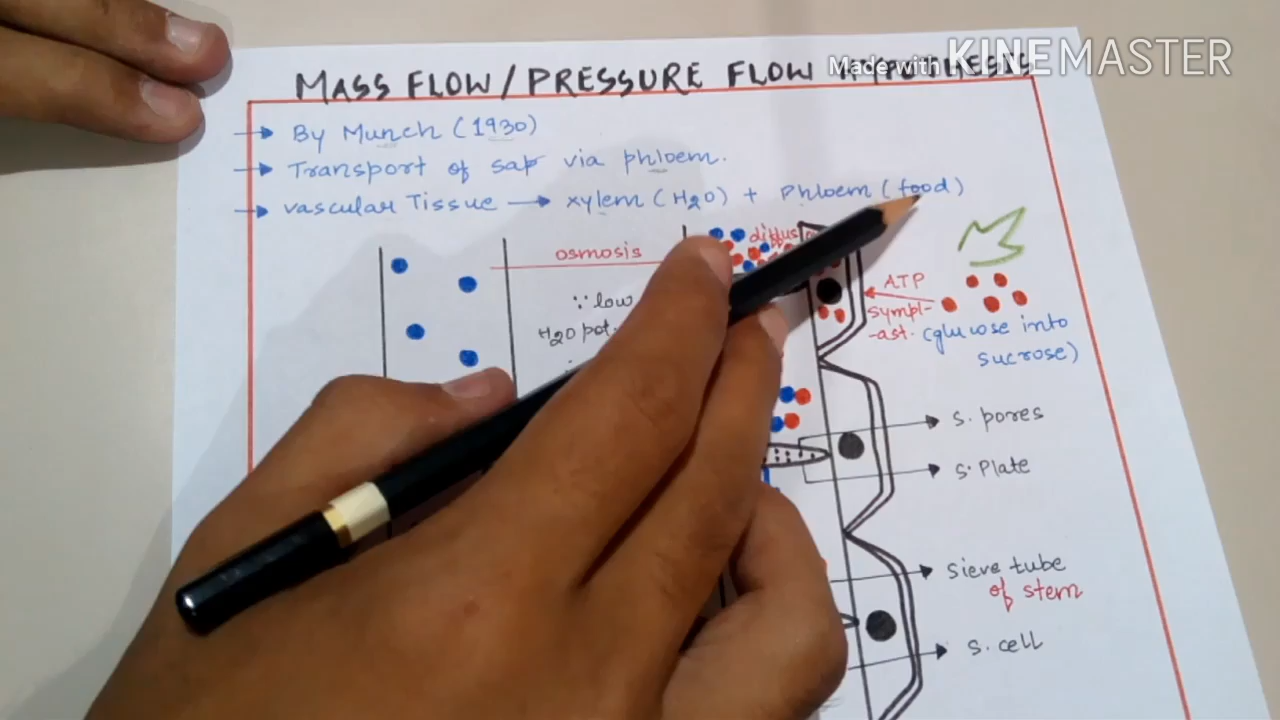 MASS FLOW/PRESSURE FLOW HYPOTHESIS
Made with KINEMASTER
→ By Munch (1930)
→ Transport of sap via phloem.
→ vascular Tissue → xylem (H2O) + Phloem (food)
osmosis
∵ low
H2O pot.
ATP
sympl-
-ast.
(glucose into
sucrose)
s. pores
s. Plate
sieve tube
of stem
s. cell